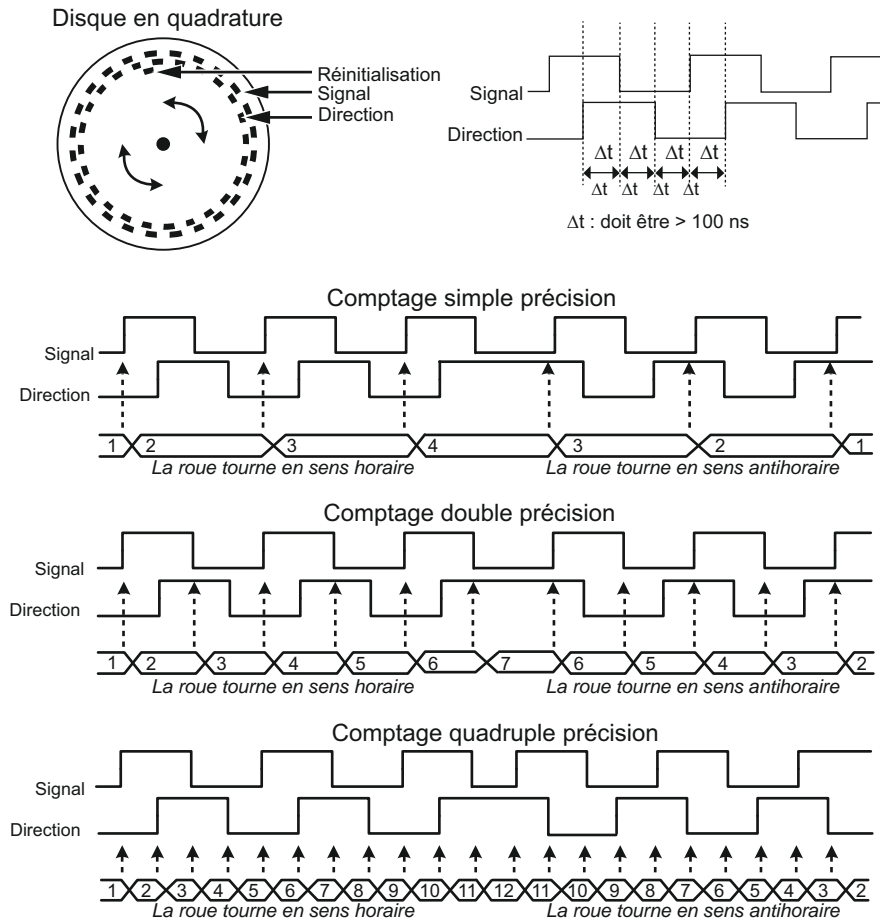 Disque en quadrature
Réinitialisation
Signal
Direction
Signal
Direction
Δt Δt Δt Δt
Δt Δt Δt Δt
Δt : doit être > 100 ns
Comptage simple précision
Signal
Direction
1 2 3 4 3 2 1
La roue tourne en sens horaire La roue tourne en sens antihoraire
Comptage double précision
Signal
Direction
1 2 3 4 5 6 7 6 5 4 3 2
La roue tourne en sens horaire La roue tourne en sens antihoraire
Comptage quadruple précision
Signal
Direction
1 2 3 4 5 6 7 8 9 10 11 12 11 10 9 8 7 6 5 4 3 2
La roue tourne en sens horaire La roue tourne en sens antihoraire